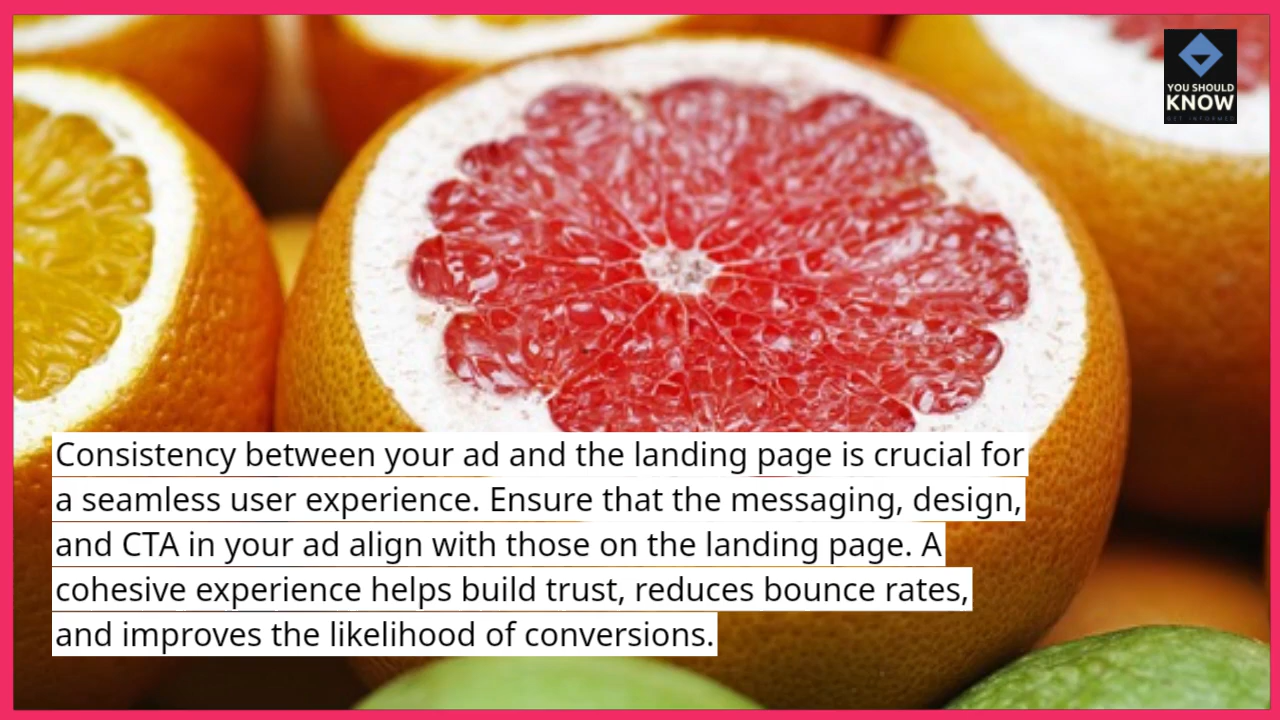 YOU SHOULD
KNOW
GET INFORMED
Consistency between your ad and the landing page is crucial for
a seamless user experience. Ensure that the messaging, design,
and CTA in your ad align with those on the landing page. A
cohesive experience helps build trust, reduces bounce rates,
and improves the likelihood of conversions.